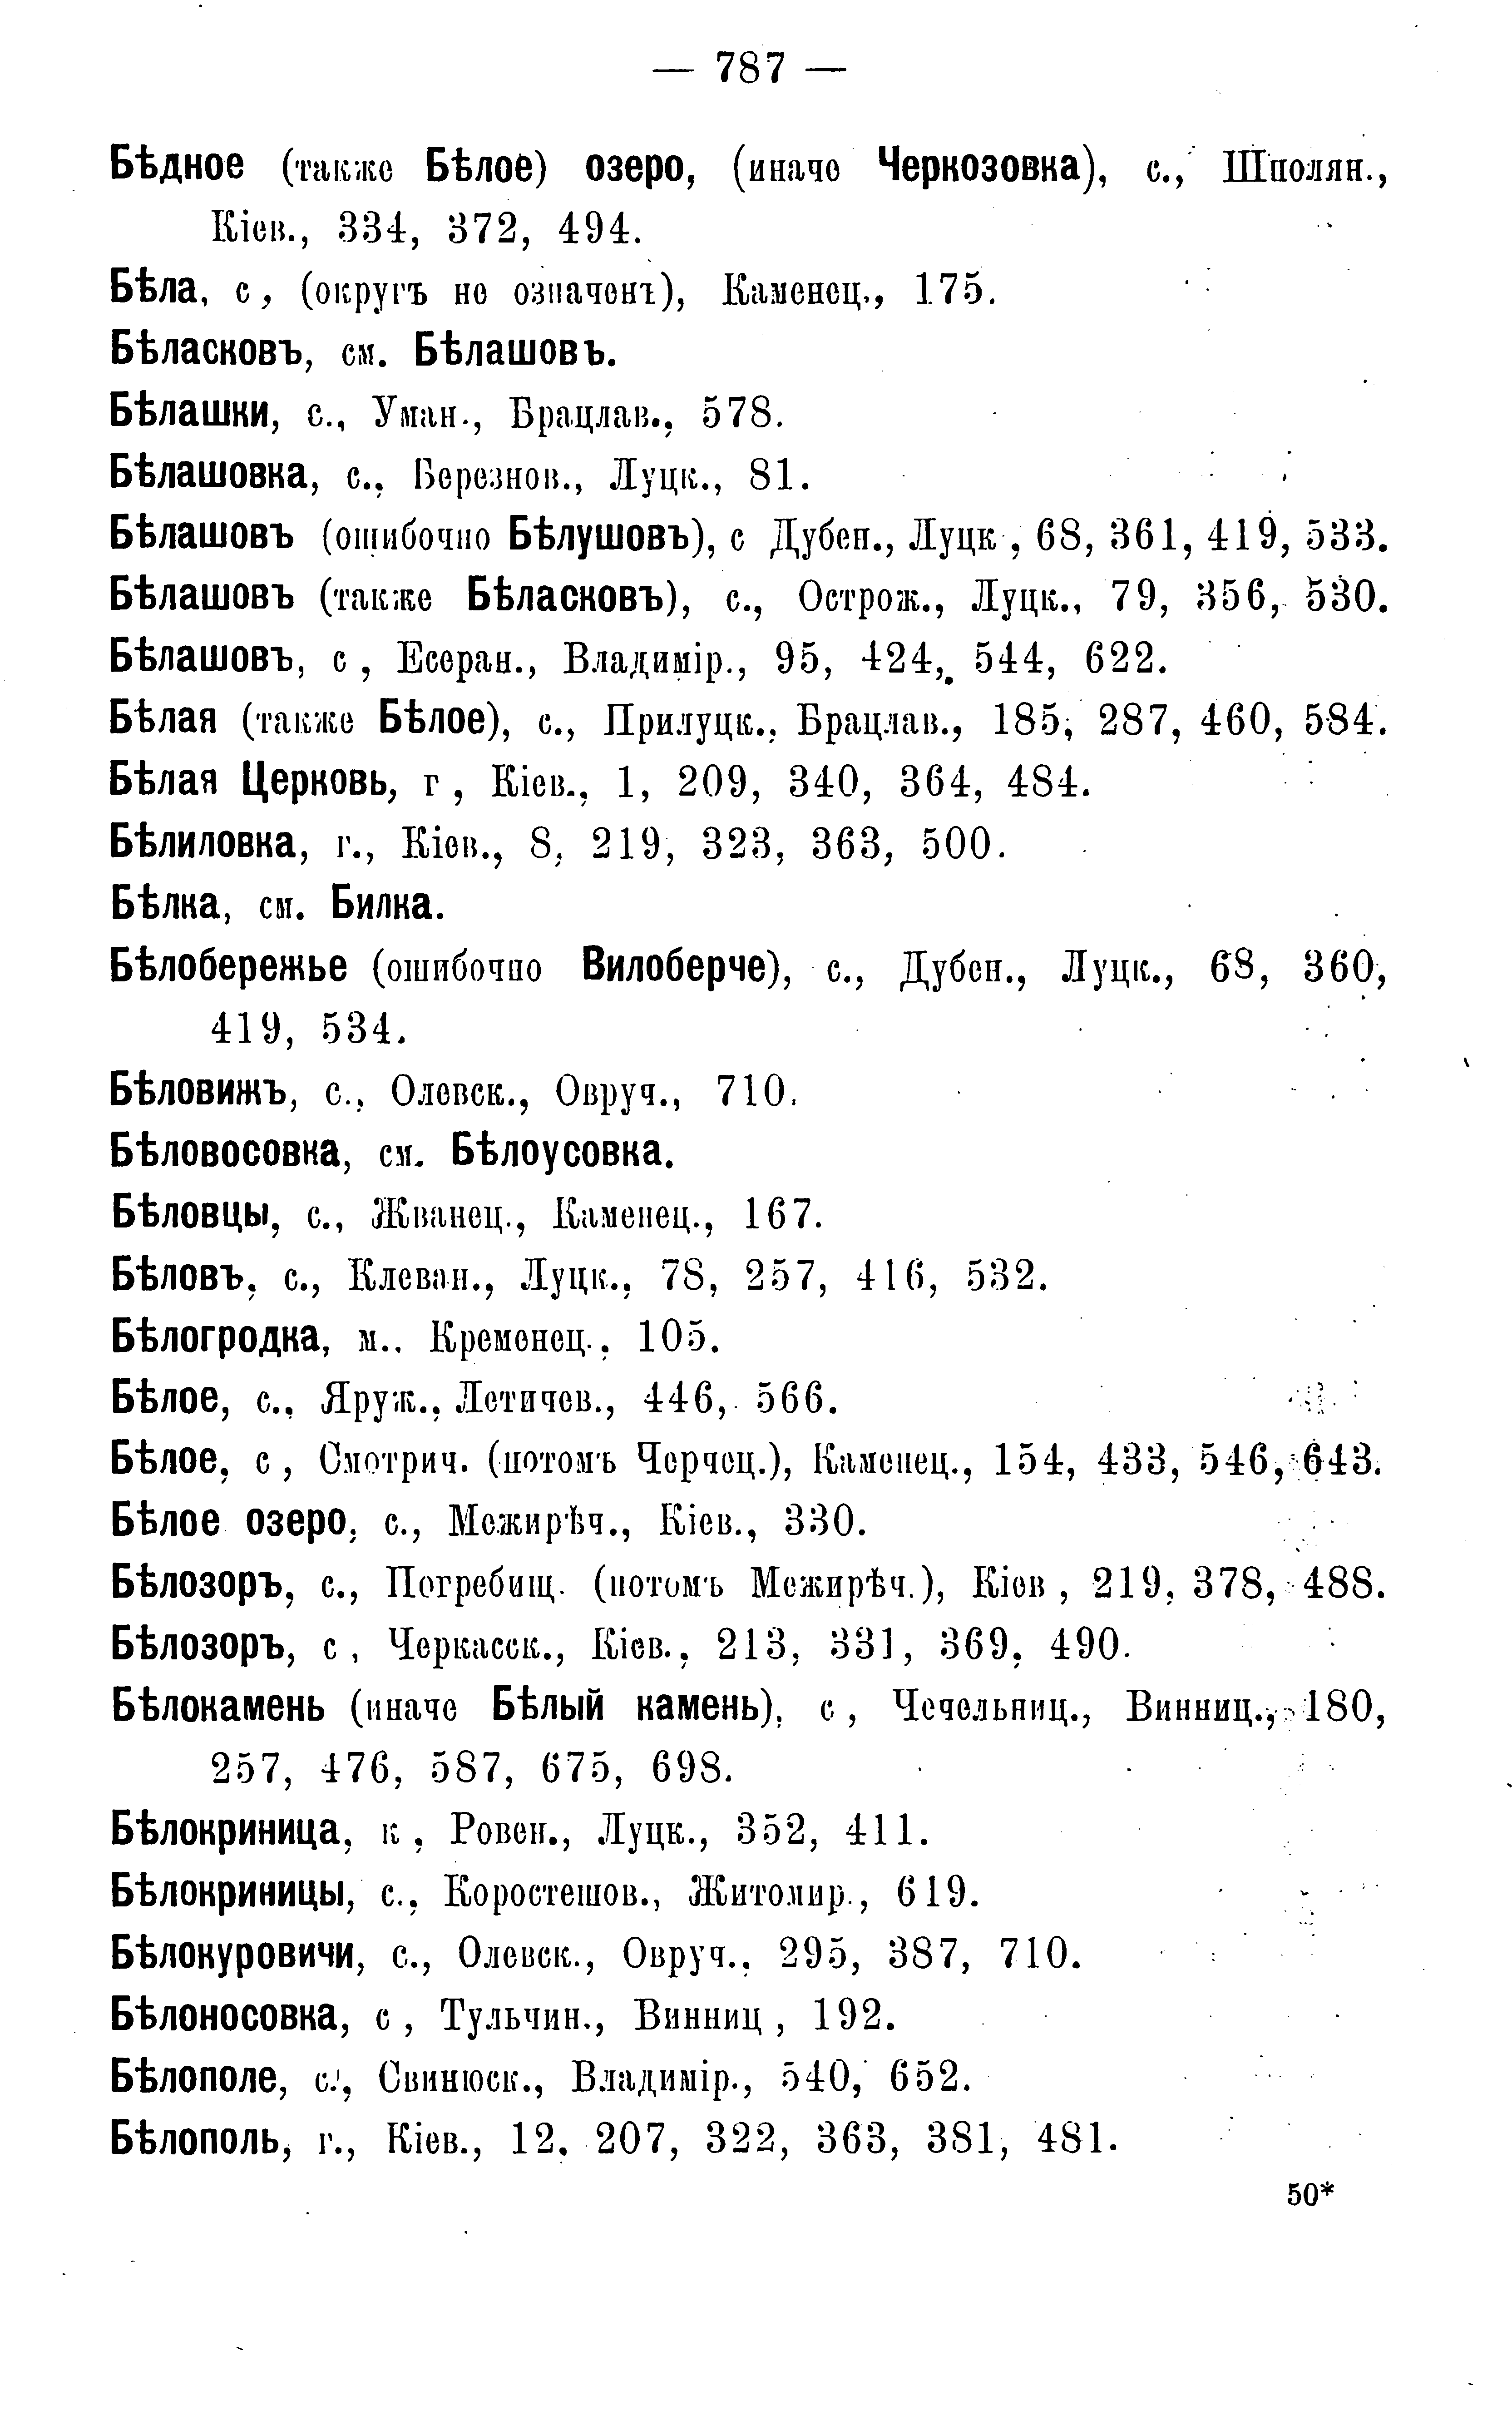 — 787 —
Бѣдное (также Бѣлое) озеро, (иначе Черкозовка), с., Шполян.,
Кіев., 334, 372, 494.
Бѣла, с, (округъ не означенъ), Каменец., 175.
Бѣласковъ, см. Бѣлашовъ.
Бѣлашки, с., Уман., Брацлав., 578.
Бѣлашовка, с., Березнов., Луцк., 81.
Бѣлашовъ (ошибочно Бѣлушовъ), с Дубен., Луцк , 68, 361, 419, 533.
Бѣлашовъ (также Бѣласковъ), с., Острож., Луцк., 79, 356, 530.
Бѣлашовъ, с , Есеран., Владимір., 95, 424, 544, 622.
Бѣлая (также Бѣлое), с., Прилуцк., Брацлав., 185, 287, 460, 584.
Бѣлая Церковь, г , Кіев., 1, 209, 340, 364, 484.
Бѣлиловка, г., Кіев., 8, 219, 323, 363, 500.
Бѣлка, см. Билка.
Бѣлобережье (ошибочно Вилоберче), с., Дубен., Луцк., 68, 360,
419, 534.
Бѣловижъ, с., Олевск., Овруч., 710.
Бѣловосовка, см. Бѣлоусовка.
Бѣловцы, с., Жванец., Каменец., 167.
Бѣловъ, с., Клеван., Луцк., 78, 257, 416, 532.
Бѣлогродка, м., Кременец., 105.
Бѣлое, с., Яруж., Летичев., 446, 566.
Бѣлое, с , Смотрич. (потомъ Черчец.), Каменец., 154, 433, 546, 643.
Бѣлое озеро, с., Межирѣч., Кіев., 330.
Бѣлозоръ, с., Погребищ. (потомъ Межирѣч.), Кіев , 219, 378, 488.
Бѣлозоръ, с , Черкасск., Кіев., 213, 331, 369, 490.
Бѣлокамень (иначе Бѣлый камень), с , Чечельниц., Винниц., 180,
257, 476, 587, 675, 698.
Бѣлокриница, к , Ровен., Луцк., 352, 411.
Бѣлокриницы, с., Коростешов., Житомир., 619.
Бѣлокуровичи, с., Олевск., Овруч., 295, 387, 710.
Бѣлоносовка, с , Тульчин., Винниц , 192.
Бѣлополе, с., Свинюск., Владимір., 540, 652.
Бѣлополь, г., Кіев., 12, 207, 322, 363, 381, 481.
50*